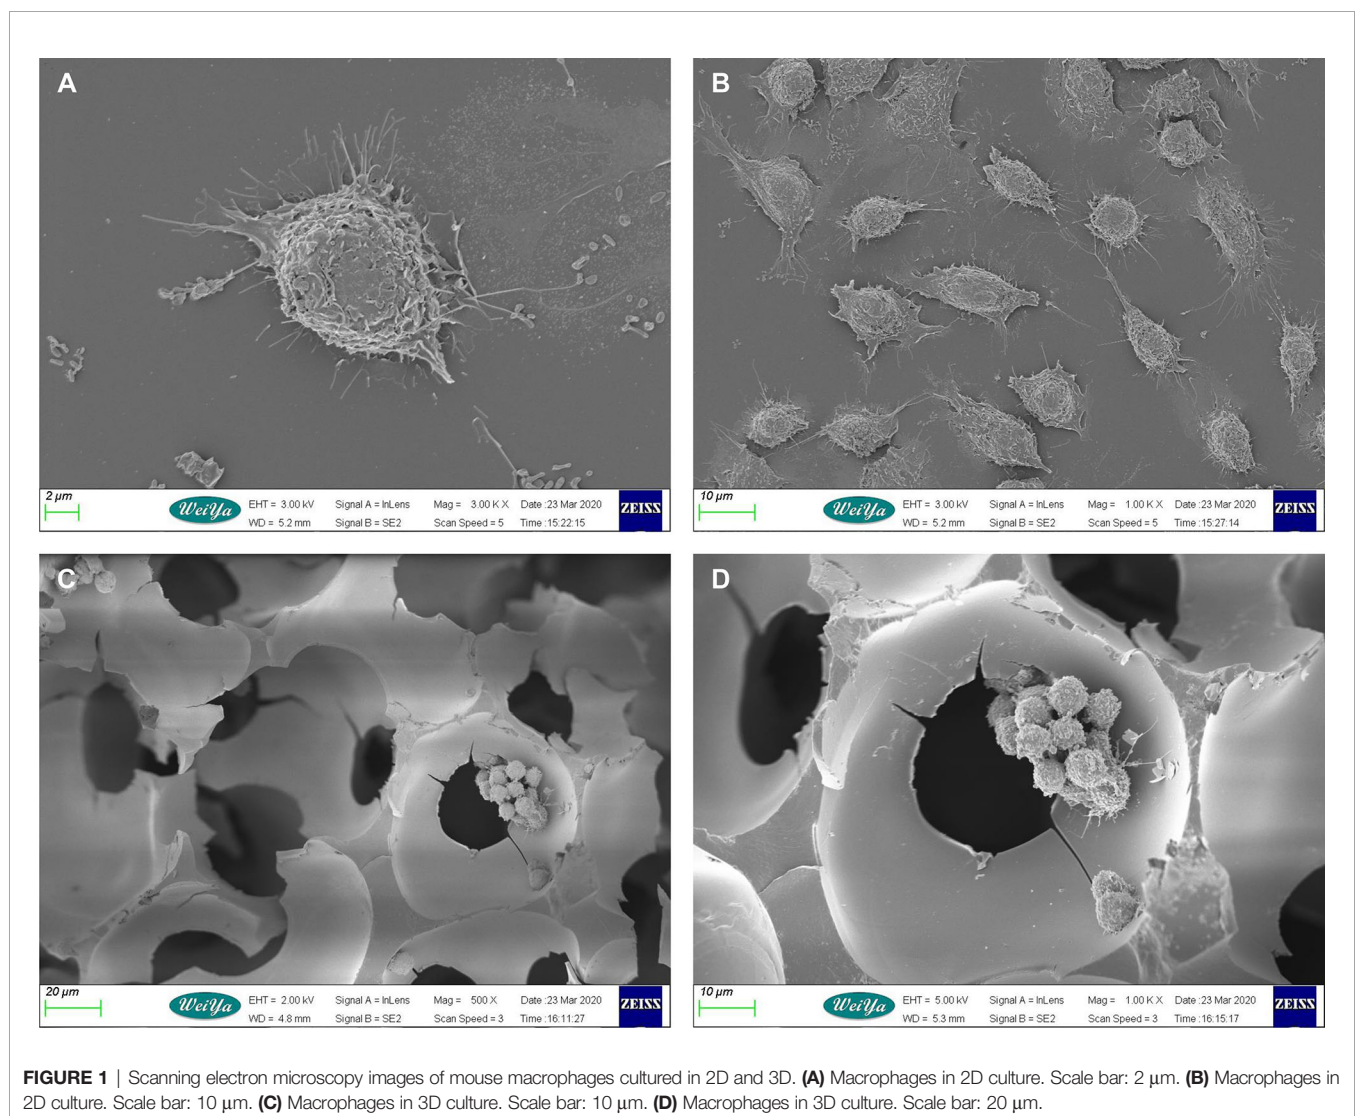 A
B
2 µm
WeiYa
EHT = 3.00 kV Signal A = InLens Mag = 3.00 K X Date :23 Mar 2020
WD = 5.2 mm Signal B = SE2 Scan Speed = 5 Time :15:22:15
ZEISS
10 µm
WeiYa
EHT = 3.00 kV Signal A = InLens Mag = 1.00 K X Date :23 Mar 2020
WD = 5.2 mm Signal B = SE2 Scan Speed = 5 Time :15:27:14
ZEISS
C
D
20 µm
WeiYa
EHT = 2.00 kV Signal A = InLens Mag = 500 X Date :23 Mar 2020
WD = 4.8 mm Signal B = SE2 Scan Speed = 3 Time :16:11:27
ZEISS
10 µm
WeiYa
EHT = 5.00 kV Signal A = InLens Mag = 1.00 K X Date :23 Mar 2020
WD = 5.3 mm Signal B = SE2 Scan Speed = 3 Time :16:15:17
ZEISS
FIGURE 1 | Scanning electron microscopy images of mouse macrophages cultured in 2D and 3D. (A) Macrophages in 2D culture. Scale bar: 2 µm. (B) Macrophages in
2D culture. Scale bar: 10 µm. (C) Macrophages in 3D culture. Scale bar: 10 µm. (D) Macrophages in 3D culture. Scale bar: 20 µm.